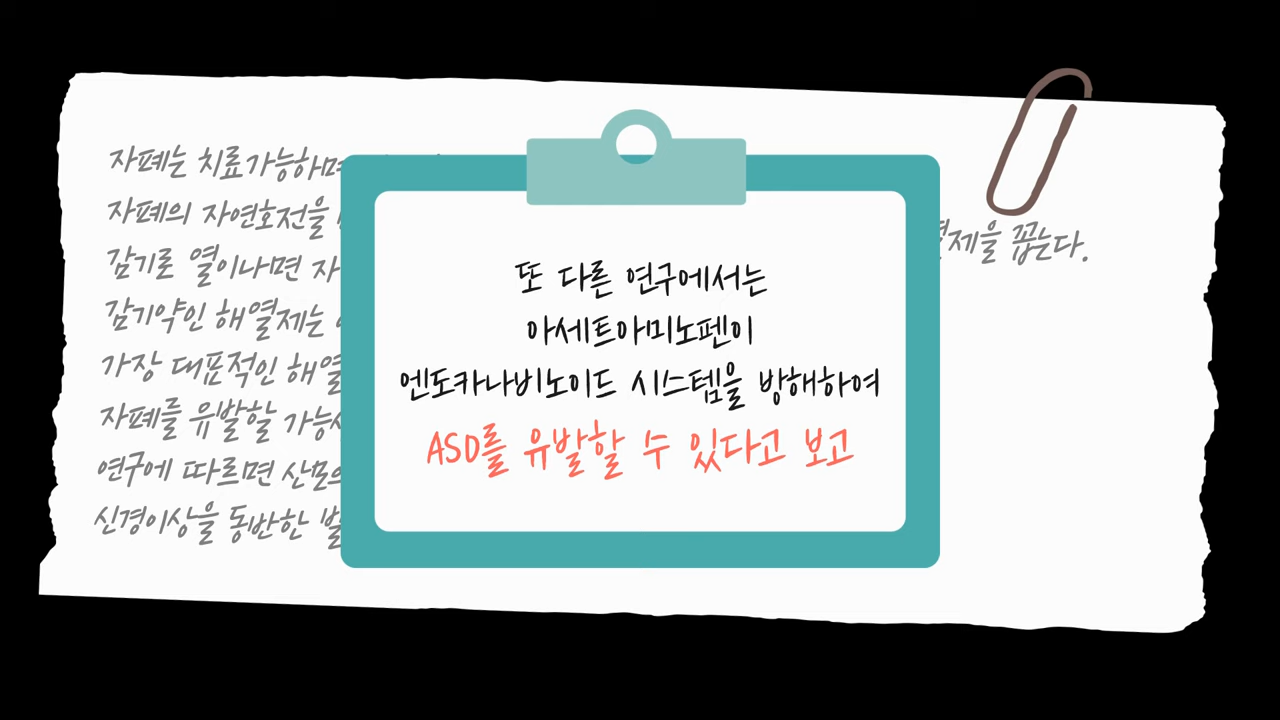 자폐는 치료가능하며
자폐의 자연호전을
감기로 열이나면 자
감기약인 해열제는
가장 대표적인 해열
자폐를 유발할 가능
연구에 따르면 산모의
신경이상을 동반한
제을 꼽는다.
또 다른 연구에서는
아세트아미노펜이
엔도카나비노이드 시스템을 방해하여
ASD를 유발할 수 있다고 보고